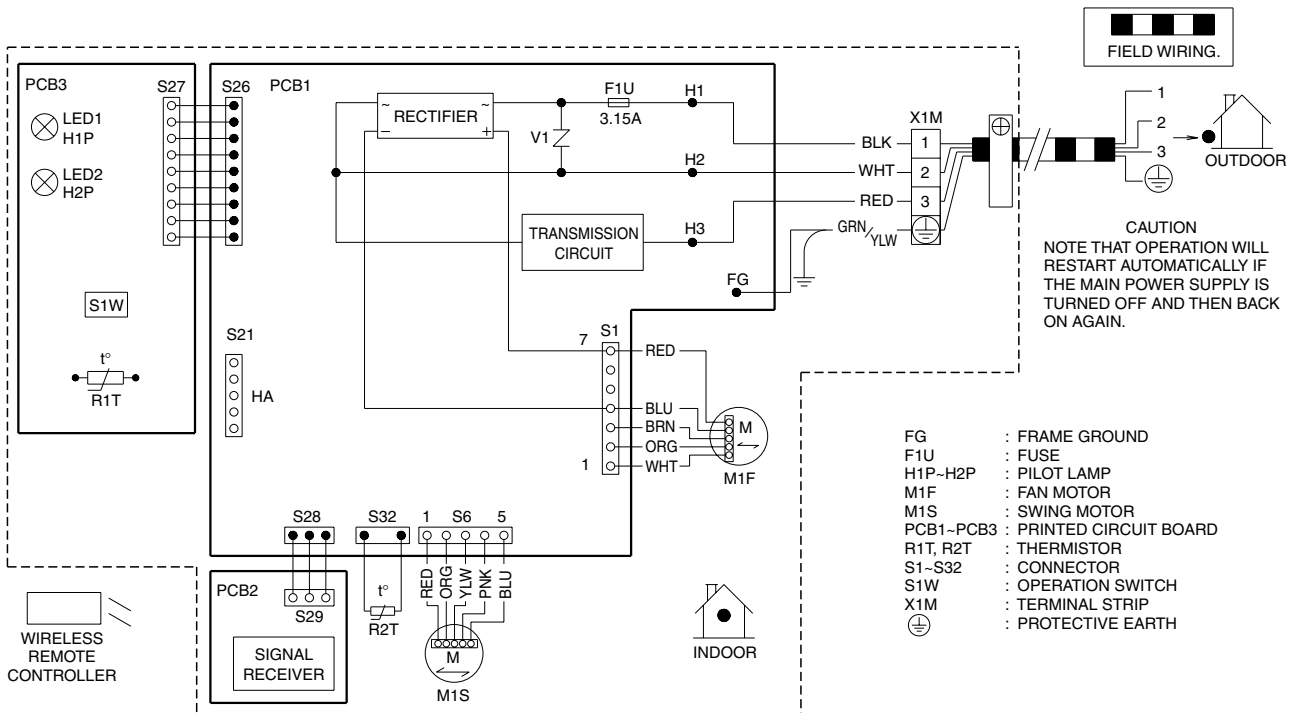 FIELD WIRING.
PCB3
S27
S26
PCB1
LED1
H1P
LED2
H2P
S1W
t°
R1T
S21
HA
~
RECTIFIER
~
−
+
V1
F1U
3.15A
H1
H2
TRANSMISSION
CIRCUIT
H3
FG
BLK
WHT
RED
GRN/YLW
X1M
1
2
3
1
2
3
OUTDOOR
CAUTION
NOTE THAT OPERATION WILL
RESTART AUTOMATICALLY IF
THE MAIN POWER SUPPLY IS
TURNED OFF AND THEN BACK
ON AGAIN.
S1
7
1
RED
BLU
BRN
ORG
WHT
M
M1F
S28
S32
1 S6 5
RED
ORG
YLW
PNK
BLU
PCB2
S29
SIGNAL
RECEIVER
t°
R2T
M
M1S
WIRELESS
REMOTE
CONTROLLER
INDOOR
FG : FRAME GROUND
F1U : FUSE
H1P~H2P : PILOT LAMP
M1F : FAN MOTOR
M1S : SWING MOTOR
PCB1~PCB3 : PRINTED CIRCUIT BOARD
R1T, R2T : THERMISTOR
S1~S32 : CONNECTOR
S1W : OPERATION SWITCH
X1M : TERMINAL STRIP
: PROTECTIVE EARTH